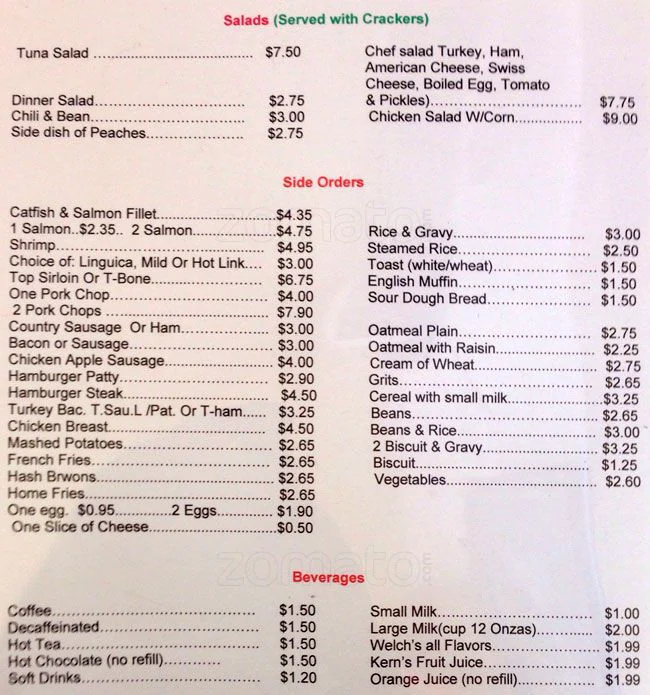 Salads (Served with Crackers)
Tuna Salad ................................... $7.50
Dinner Salad................................... $2.75
Chili & Bean................................... $3.00
Side dish of Peaches...................... $2.75
Chef salad Turkey, Ham,
American Cheese, Swiss
Cheese, Boiled Egg, Tomato
& Pickles)................................... $7.75
Chicken Salad W/Corn............... $9.00
Side Orders
Catfish & Salmon Fillet..........................$4.35
1 Salmon..$2.35.. 2 Salmon..................$4.75
Shrimp.................................................. $4.95
Choice of: Linguica, Mild Or Hot Link.... $3.00
Top Sirloin Or T-Bone.......................... $6.75
One Pork Chop................................... $4.00
2 Pork Chops ................................... $7.90
Country Sausage Or Ham.................... $3.00
Bacon or Sausage............................... $3.00
Chicken Apple Sausage....................... $4.00
Hamburger Patty.................................. $2.90
Hamburger Steak.................................. $4.50
Turkey Bac. T.Sau.L /Pat. Or T-ham...... $3.25
Chicken Breast..................................... $4.50
Mashed Potatoes.................................. $2.65
French Fries......................................... $2.65
Hash Brwons........................................ $2.65
Home Fries.......................................... $2.65
One egg. $0.95.............2 Eggs............ $1.90
One Slice of Cheese.............................$0.50
Rice & Gravy.............................. $3.00
Steamed Rice............................. $2.50
Toast (white/wheat)........................ $1.50
English Muffin.............................. $1.50
Sour Dough Bread......................... $1.50
Oatmeal Plain.............................. $2.75
Oatmeal with Raisin....................... $2.25
Cream of Wheat............................ $2.75
Grits............................................ $2.65
Cereal with small milk....................$3.25
Beans..........................................$2.65
Beans & Rice................................ $3.00
2 Biscuit & Gravy......................... $3.25
Biscuit........................................ $1.25
Vegetables................................... $2.60
Beverages
Coffee............................................. $1.50
Decaffeinated................................... $1.50
Hot Tea........................................... $1.50
Hot Chocolate (no refill)............. $1.50
Soft Drinks...................................... $1.20
Small Milk..................................... $1.00
Large Milk(cup 12 Onzas).................. $2.00
Welch's all Flavors........................... $1.99
Kern's Fruit Juice............................. $1.99
Orange Juice (no refill)...................... $1.99
zomato.com
zomato.com